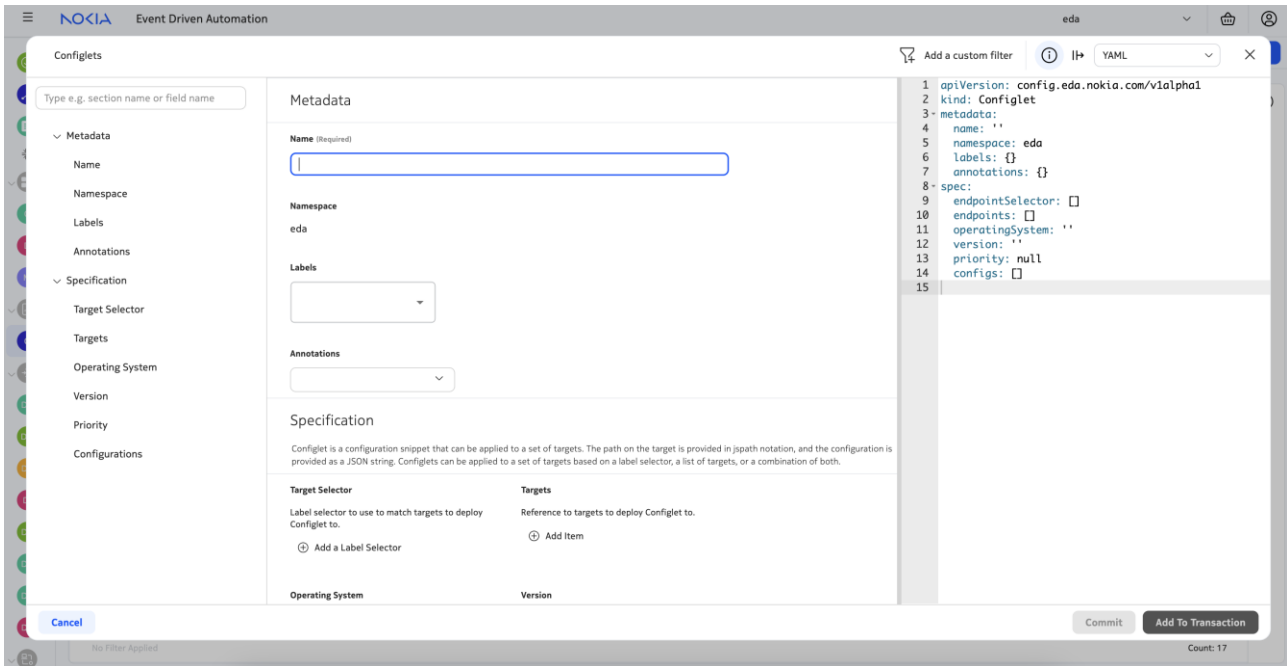 NOKIA Event Driven Automation eda
Configlets Add a custom filter YAML
Type e.g. section name or field name
Metadata
Name
Namespace
Labels
Annotations
Specification
Target Selector
Targets
Operating System
Version
Priority
Configurations
Metadata
Name (Required)
Namespace
eda
Labels
Annotations
Specification
Configlet is a configuration snippet that can be applied to a set of targets. The path on the target is provided in jspath notation, and the configuration is
provided as a JSON string. Configlets can be applied to a set of targets based on a label selector, a list of targets, or a combination of both.
Target Selector Targets
Label selector to use to match targets to deploy Reference to targets to deploy Configlet to.
Configlet to.
Add a Label Selector Add Item
Operating System Version
1 apiVersion: config.eda.nokia.com/v1alpha1
2 kind: Configlet
3 metadata:
4 name: ''
5 namespace: eda
6 labels: {}
7 annotations: {}
8 spec:
9 endpointSelector: []
10 endpoints: []
11 operatingSystem: ''
12 version: ''
13 priority: null
14 configs: []
15
Cancel Commit Add To Transaction
No Filter Applied Count: 17